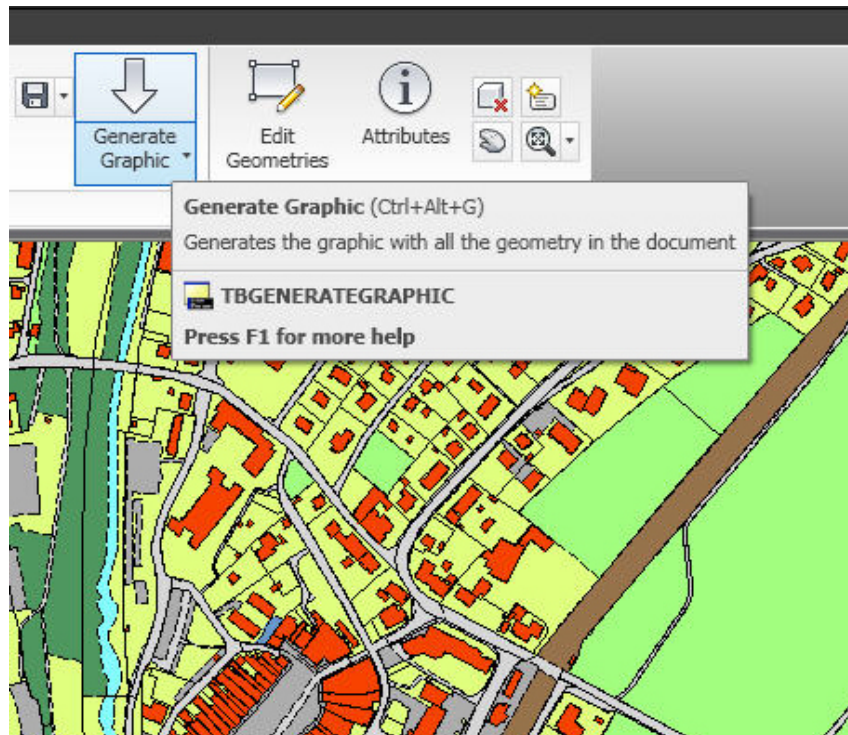 Generate
Graphic
Edit
Geometries
Attributes
Generate Graphic (Ctrl+Alt+G)
Generates the graphic with all the geometry in the document
TBGENERATEGRAPHIC
Press F1 for more help